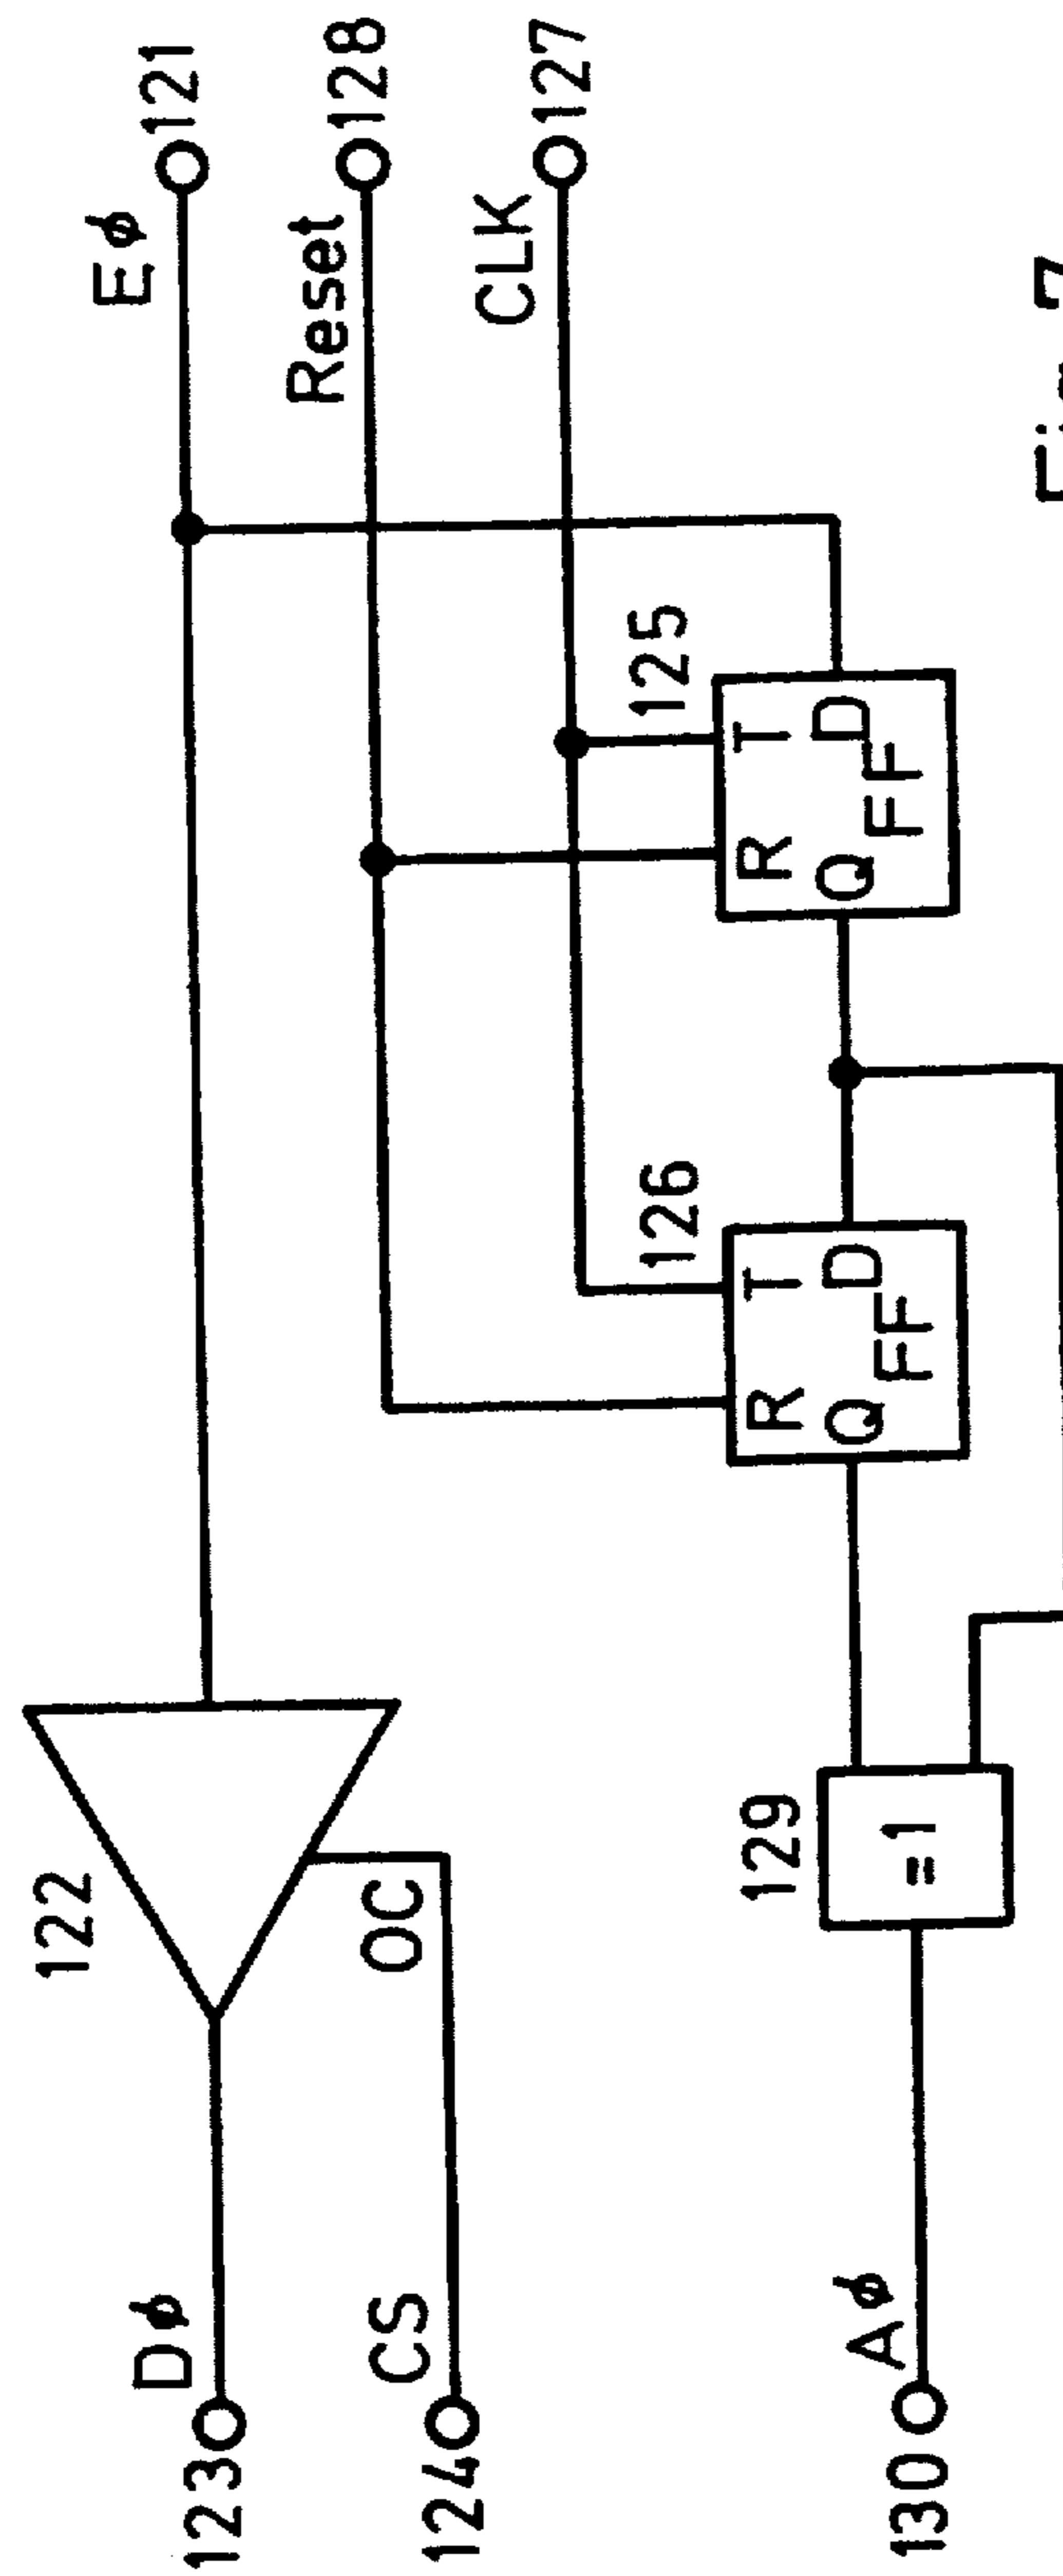 122
Dϕ
Eϕ
123
121
OC
Reset
CS
128
124
CLK
127
129
126
125
R
T
R
T
Q
D
Q
D
FF
FF
=1
Aϕ
130